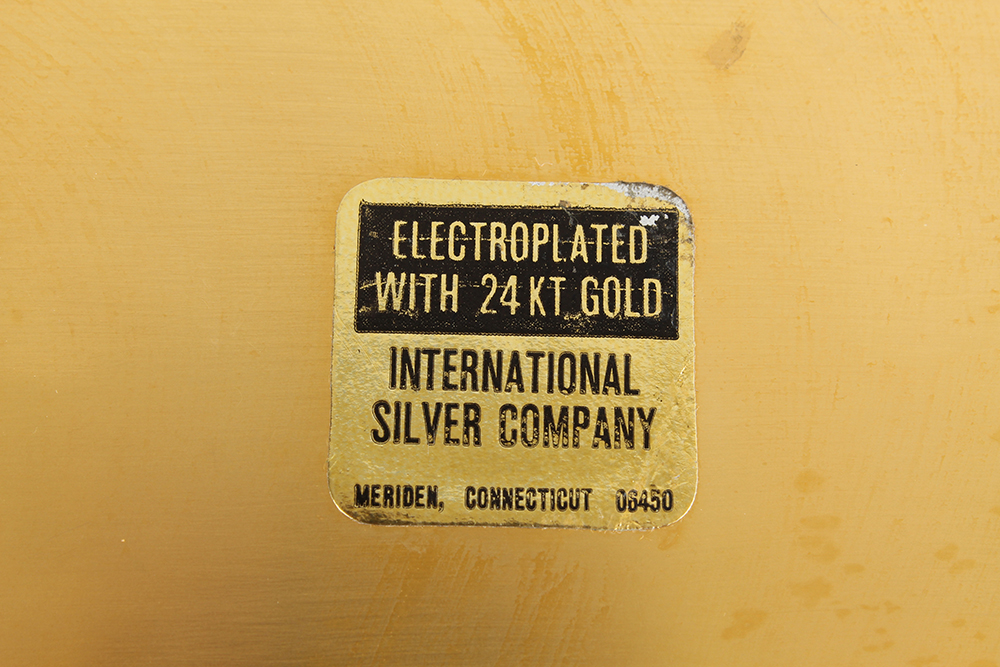 ELECTROPLATED
WITH 24 KT GOLD
INTERNATIONAL
SILVER COMPANY
MERIDEN, CONNECTICUT 06450